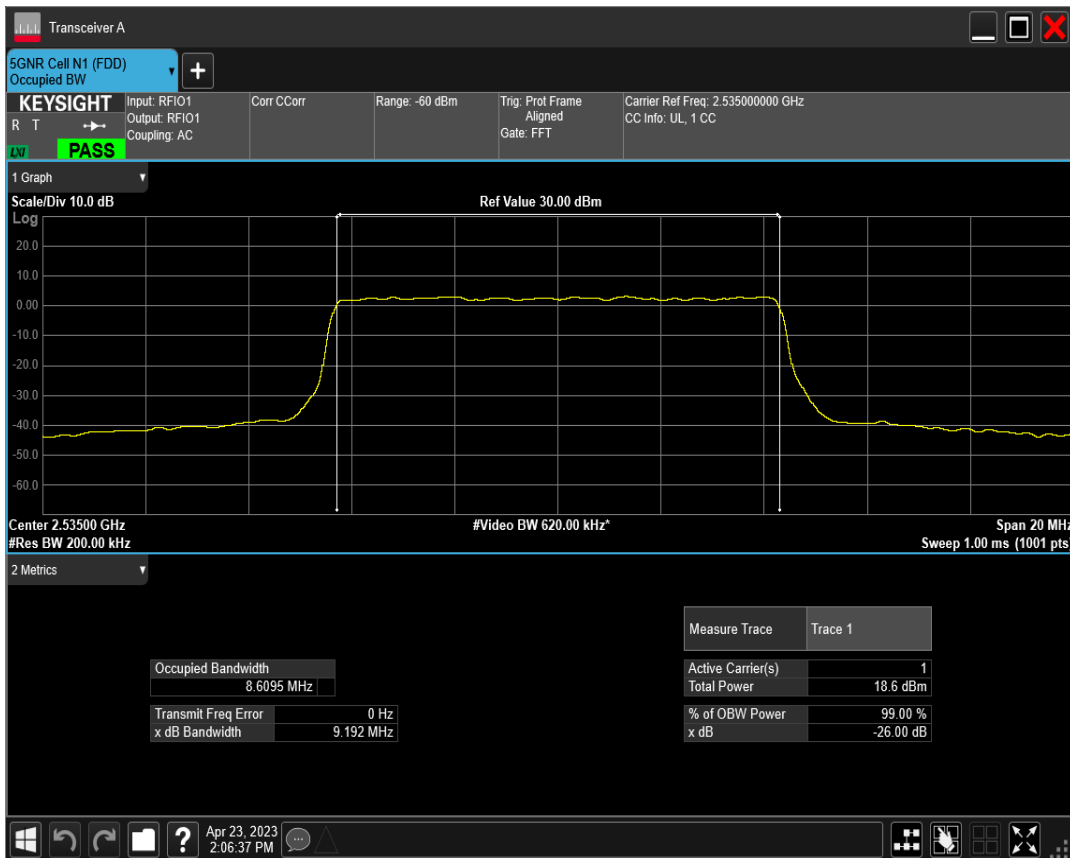 Transceiver A
5GNR Cell N1 (FDD)
Occupied BW
KEYSIGHT
R T
LXI
PASS
Input: RFIO1
Output: RFIO1
Coupling: AC
Corr CCorr
Range: -60 dBm
Trig: Prot Frame
Aligned
Gate: FFT
Carrier Ref Freq: 2.535000000 GHz
CC Info: UL, 1 CC
1 Graph
Scale/Div 10.0 dB
Ref Value 30.00 dBm
Log
20.0
10.0
0.00
-10.0
-20.0
-30.0
-40.0
-50.0
-60.0
Center 2.53500 GHz
#Video BW 620.00 kHz*
Span 20 MHz
#Res BW 200.00 kHz
Sweep 1.00 ms (1001 pts)
2 Metrics
Measure Trace Trace 1
Occupied Bandwidth
8.6095 MHz
Active Carrier(s) 1
Total Power 18.6 dBm
Transmit Freq Error 0 Hz
x dB Bandwidth 9.192 MHz
% of OBW Power 99.00 %
x dB -26.00 dB
?
Apr 23, 2023
2:06:37 PM